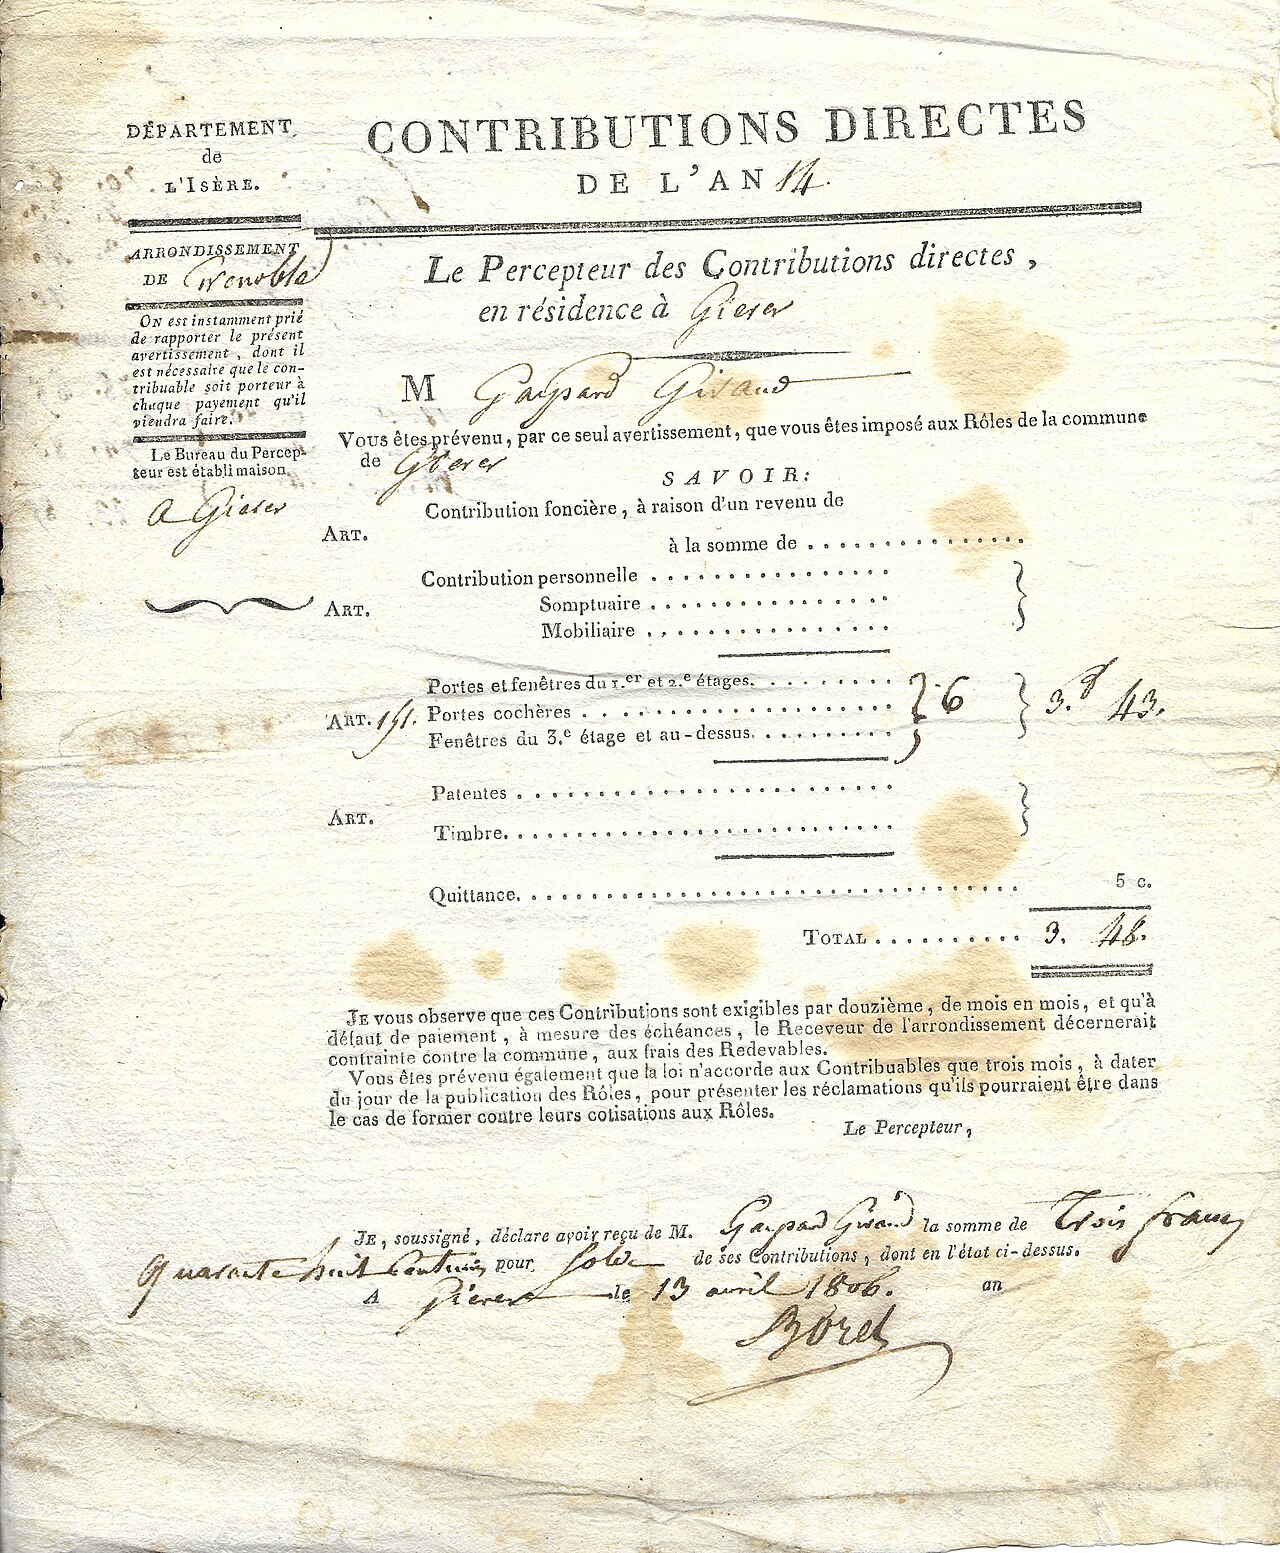 DÉPARTEMENT
de
L'ISÈRE.
ARRONDISSEMENT
DE Grenoble
ON est instamment prié
de rapporter le présent
avertissement, dont il
est nécessaire que le con-
tribuable soit porteur à
chaque payement qu'il
viendra faire.
Le Bureau du Percep-
teur est établi maison
a Gieres
CONTRIBUTIONS DIRECTES
DE L'AN 14.
Le Percepteur des Contributions directes,
en résidence à Gieres
M Gaspard Giraud
Vous êtes prévenu, par ce seul avertissement, que vous êtes imposé aux Rôles de la commune
de Gieres
SAVOIR:
Contribution foncière, à raison d'un revenu de
ART.
à la somme de ..............
Contribution personnelle ...............
ART. Somptuaire ...............
Mobiliaire ...............
Portes et fenêtres du 1.er et 2.e étages. ........
ART. 151. Portes cochères .................. 6 3.f 43.
Fenêtres du 3.e étage et au-dessus. .........
Patentes ......................
ART.
Timbre. ......................
Quittance. ................................ 5 c.
TOTAL .......... 3. 48.
JE vous observe que ces Contributions sont exigibles par douzième, de mois en mois, et qu'à
défaut de paiement, à mesure des échéances, le Receveur de l'arrondissement décernerait
contrainte contre la commune, aux frais des Redevables.
Vous êtes prévenu également que la loi n'accorde aux Contribuables que trois mois, à dater
du jour de la publication des Rôles, pour présenter les réclamations qu'ils pourraient être dans
le cas de former contre leurs cotisations aux Rôles.
Le Percepteur,
JE, soussigné, déclare avoir reçu de M. Gaspard Giraud la somme de Trois francs
Quarante huit Centimes pour Solde de ses Contributions, dont en l'état ci-dessus.
A Gieres le 13 avril 1806. an
Borel